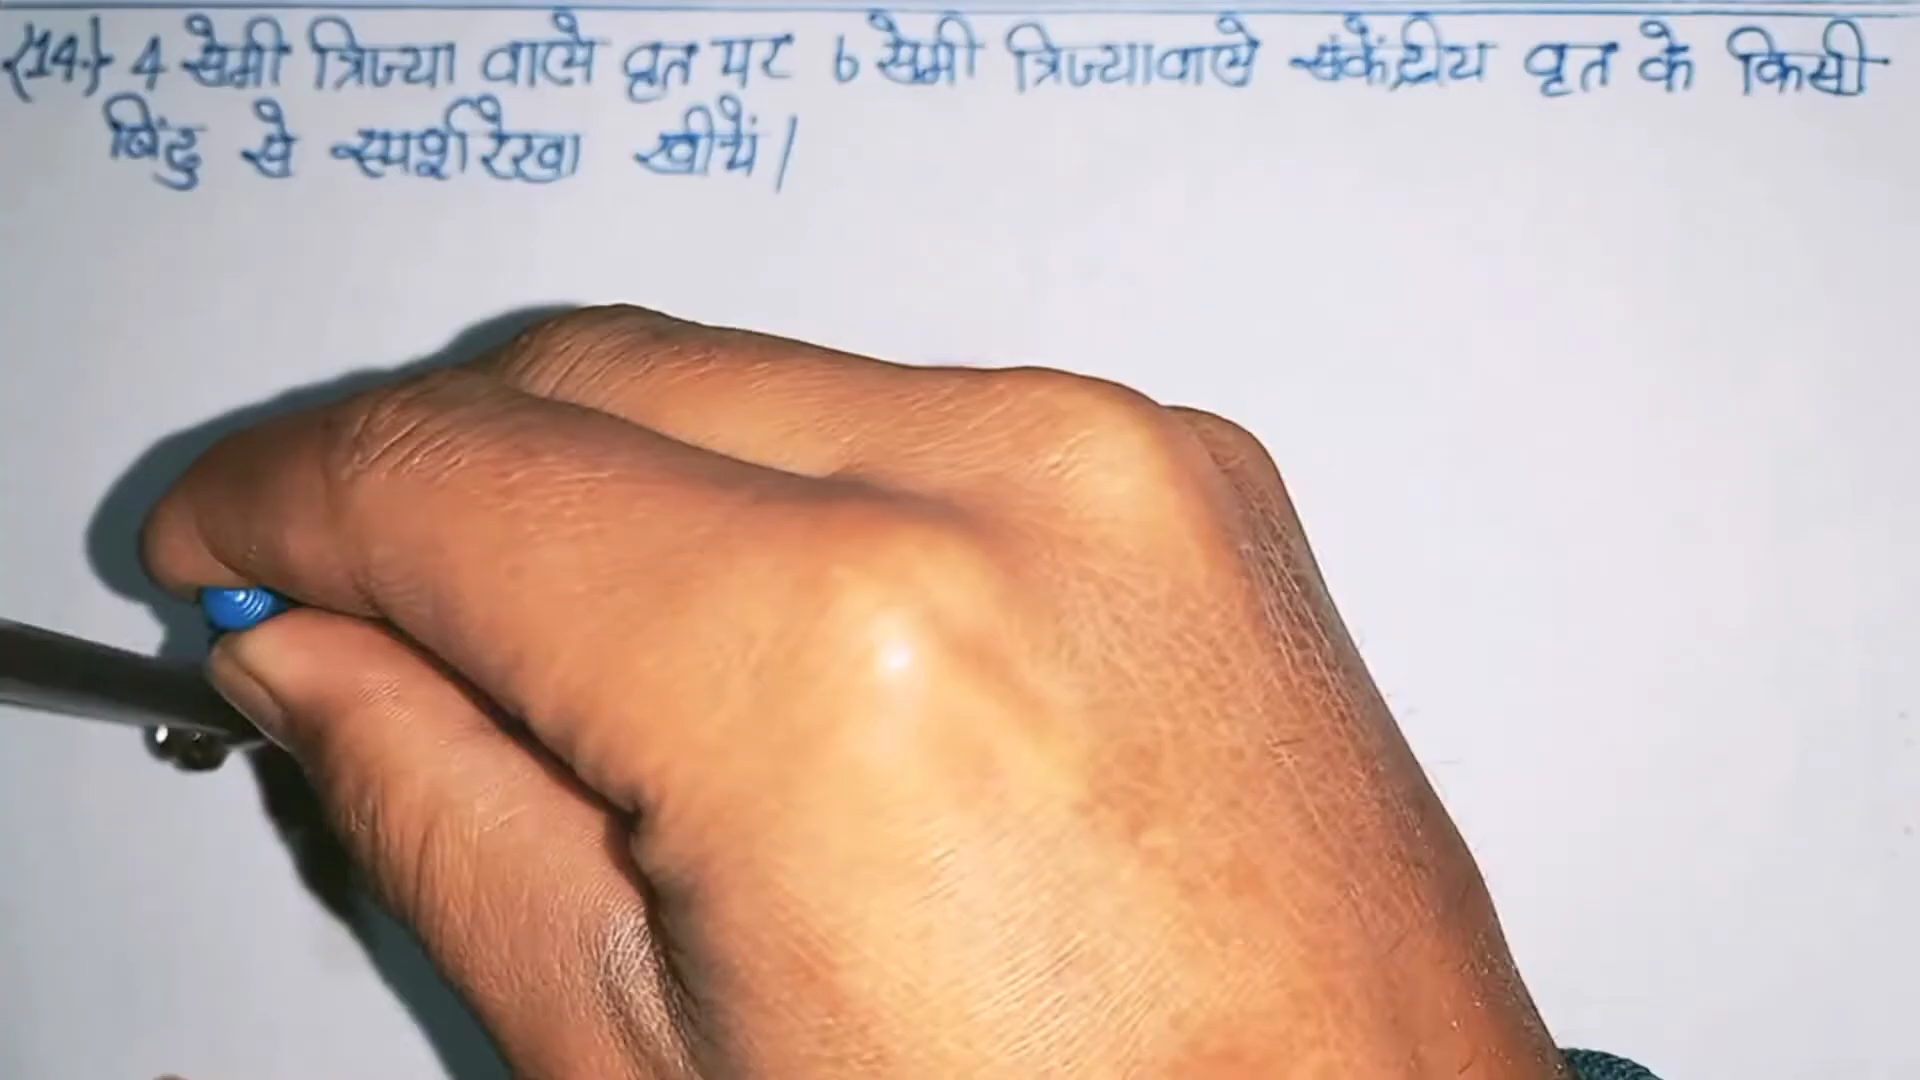 (14.) 4 सेमी त्रिज्या वाले वृत पर 6 सेमी त्रिज्यावाले संकेंद्रीय वृत के किसी
बिंदु से स्पर्शरेखा खीचें।